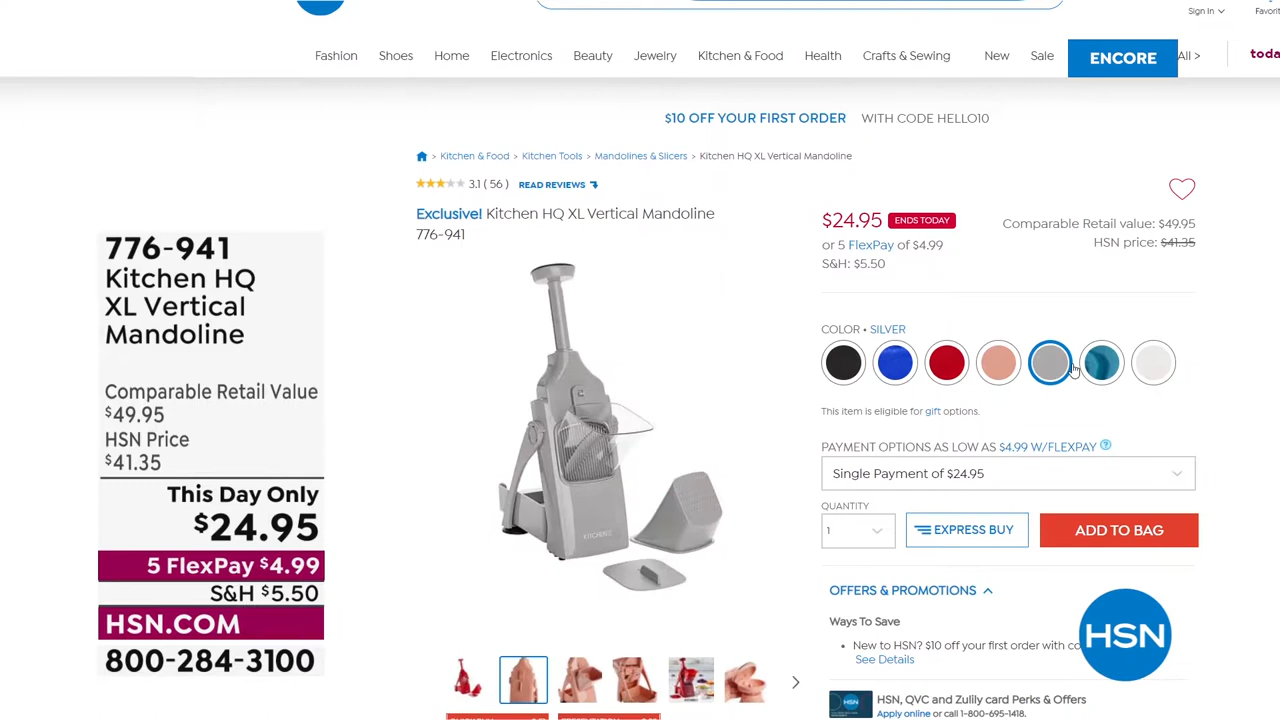 Sign In
Favorit
Fashion Shoes Home Electronics Beauty Jewelry Kitchen & Food Health Crafts & Sewing New Sale ENCORE All > toda
$10 OFF YOUR FIRST ORDER WITH CODE HELLO10
> Kitchen & Food > Kitchen Tools > Mandolines & Slicers > Kitchen HQ XL Vertical Mandoline
3.1 ( 56 ) READ REVIEWS
Exclusive! Kitchen HQ XL Vertical Mandoline
776-941
$24.95 ENDS TODAY
Comparable Retail value: $49.95
or 5 FlexPay of $4.99
HSN price: $41.35
S&H: $5.50
776-941
Kitchen HQ
XL Vertical
Mandoline
Comparable Retail Value
$49.95
HSN Price
$41.35
This Day Only
$24.95
5 FlexPay $4.99
S&H $5.50
HSN.COM
800-284-3100
COLOR • SILVER
This item is eligible for gift options.
PAYMENT OPTIONS AS LOW AS $4.99 W/FLEXPAY ?
Single Payment of $24.95
QUANTITY
1
EXPRESS BUY
ADD TO BAG
OFFERS & PROMOTIONS
Ways To Save
• New to HSN? $10 off your first order with co
See Details
HSN
HSN, QVC and Zulily card Perks & Offers
Apply online or call 1-800-695-1418.